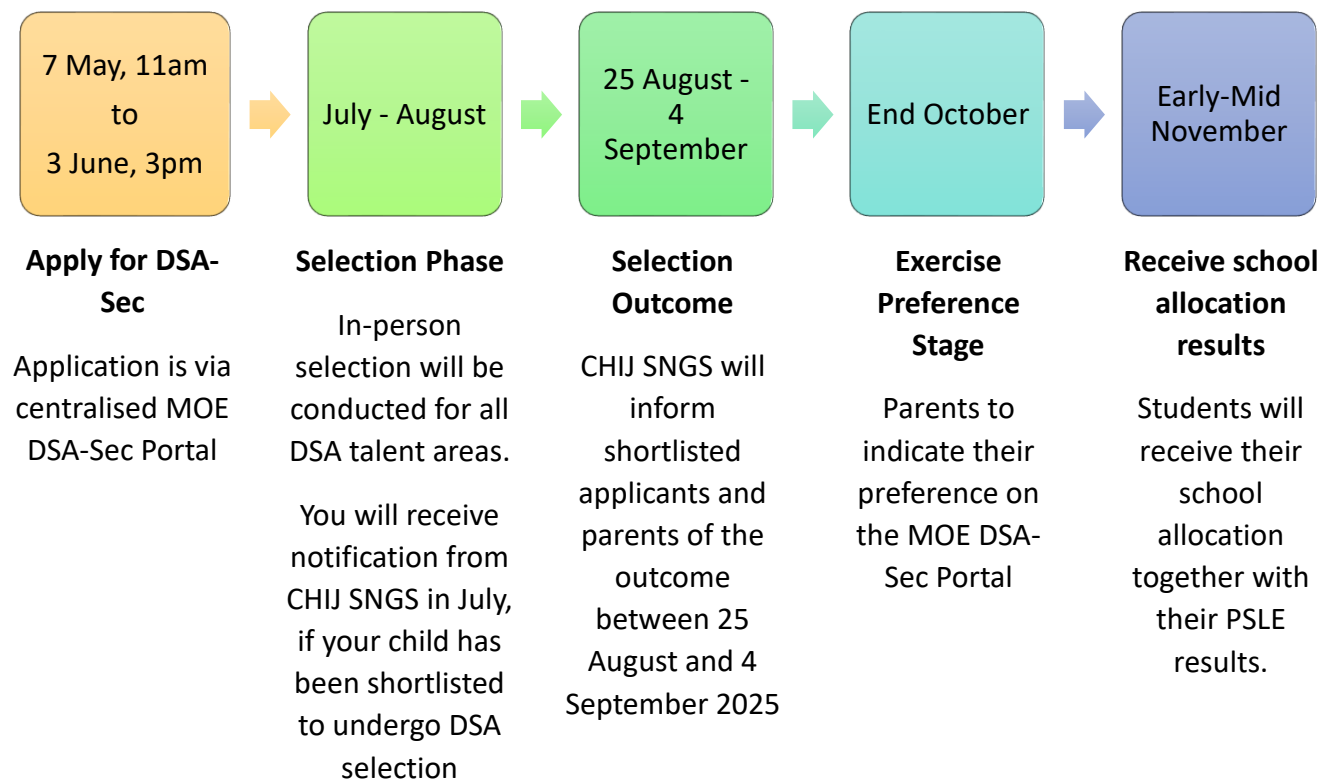 7 May, 11am
to
3 June, 3pm
July - August
25 August -
4
September
End October
Early-Mid
November
Apply for DSA-
Sec
Application is via
centralised MOE
DSA-Sec Portal
Selection Phase
In-person
selection will be
conducted for all
DSA talent areas.
You will receive
notification from
CHIJ SNGS in July,
if your child has
been shortlisted
to undergo DSA
selection
Selection
Outcome
CHIJ SNGS will
inform
shortlisted
applicants and
parents of the
outcome
between 25
August and 4
September 2025
Exercise
Preference
Stage
Parents to
indicate their
preference on
the MOE DSA-
Sec Portal
Receive school
allocation
results
Students will
receive their
school
allocation
together with
their PSLE
results.